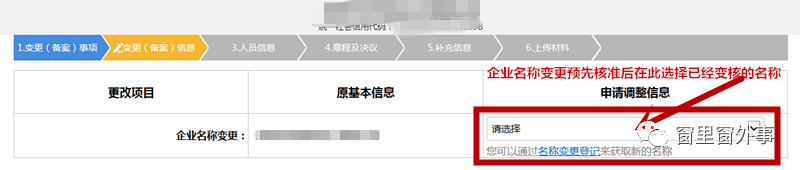 统一社会信用代码：
1.变更（备案）事项 变更（备案）信息 3.人员信息 4.章程及决议 5.补充信息 6.上传材料
企业名称变更预先核准后在此选择已经变核的名称
更改项目 原基本信息 申请调整信息
企业名称变更： 请选择
窗里窗外事
您可以通过名称变更登记来获取新的名称